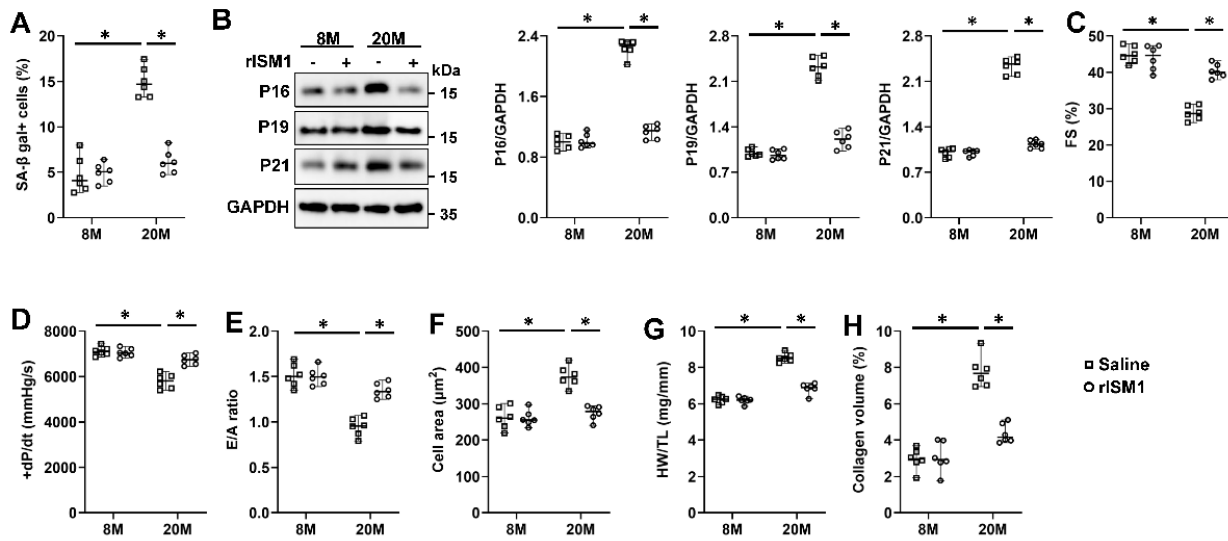 A
SA-β gal+ cells (%)
20
15
10
5
0
8M 20M
* *
B
8M 20M
rISM1 - + - + kDa
P16 - 15
P19 - 15
P21 - 15
GAPDH - 35
P16/GAPDH
2.4
1.8
1.2
0.6
0.0
8M 20M
* *
P19/GAPDH
3.0
2.4
1.8
1.2
0.6
0.0
8M 20M
* *
P21/GAPDH
2.8
2.1
1.4
0.7
0.0
8M 20M
* *
C
FS (%)
50
40
30
20
10
0
8M 20M
* *
D
+dP/dt (mmHg/s)
8000
6000
4000
2000
0
8M 20M
* *
E
E/A ratio
2.0
1.5
1.0
0.5
0.0
8M 20M
* *
F
Cell area (μm²)
500
400
300
200
100
0
8M 20M
* *
G
HW/TL (mg/mm)
10
8
6
4
2
0
8M 20M
* *
H
Collagen volume (%)
10
8
6
4
2
0
8M 20M
* *
Saline
rISM1